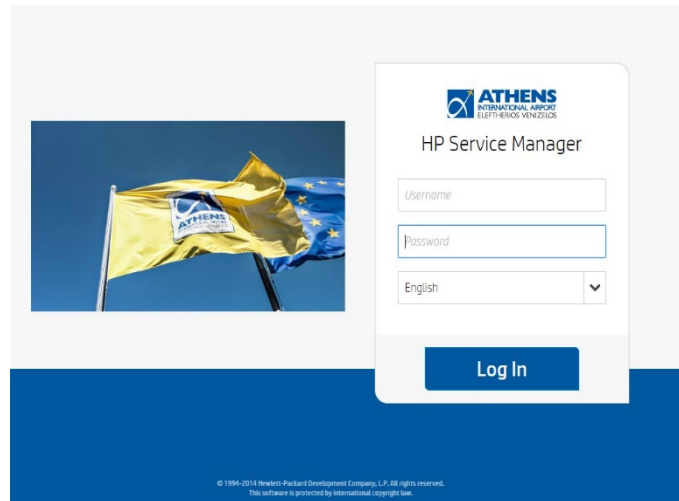 ATHENS
INTERNATIONAL AIRPORT
ELEFTHERIOS VENIZELOS
HP Service Manager
Username
Password
English
Log In
ATHENS
© 1994-2014 Hewlett-Packard Development Company, L.P. All rights reserved.
This software is protected by international copyright law.